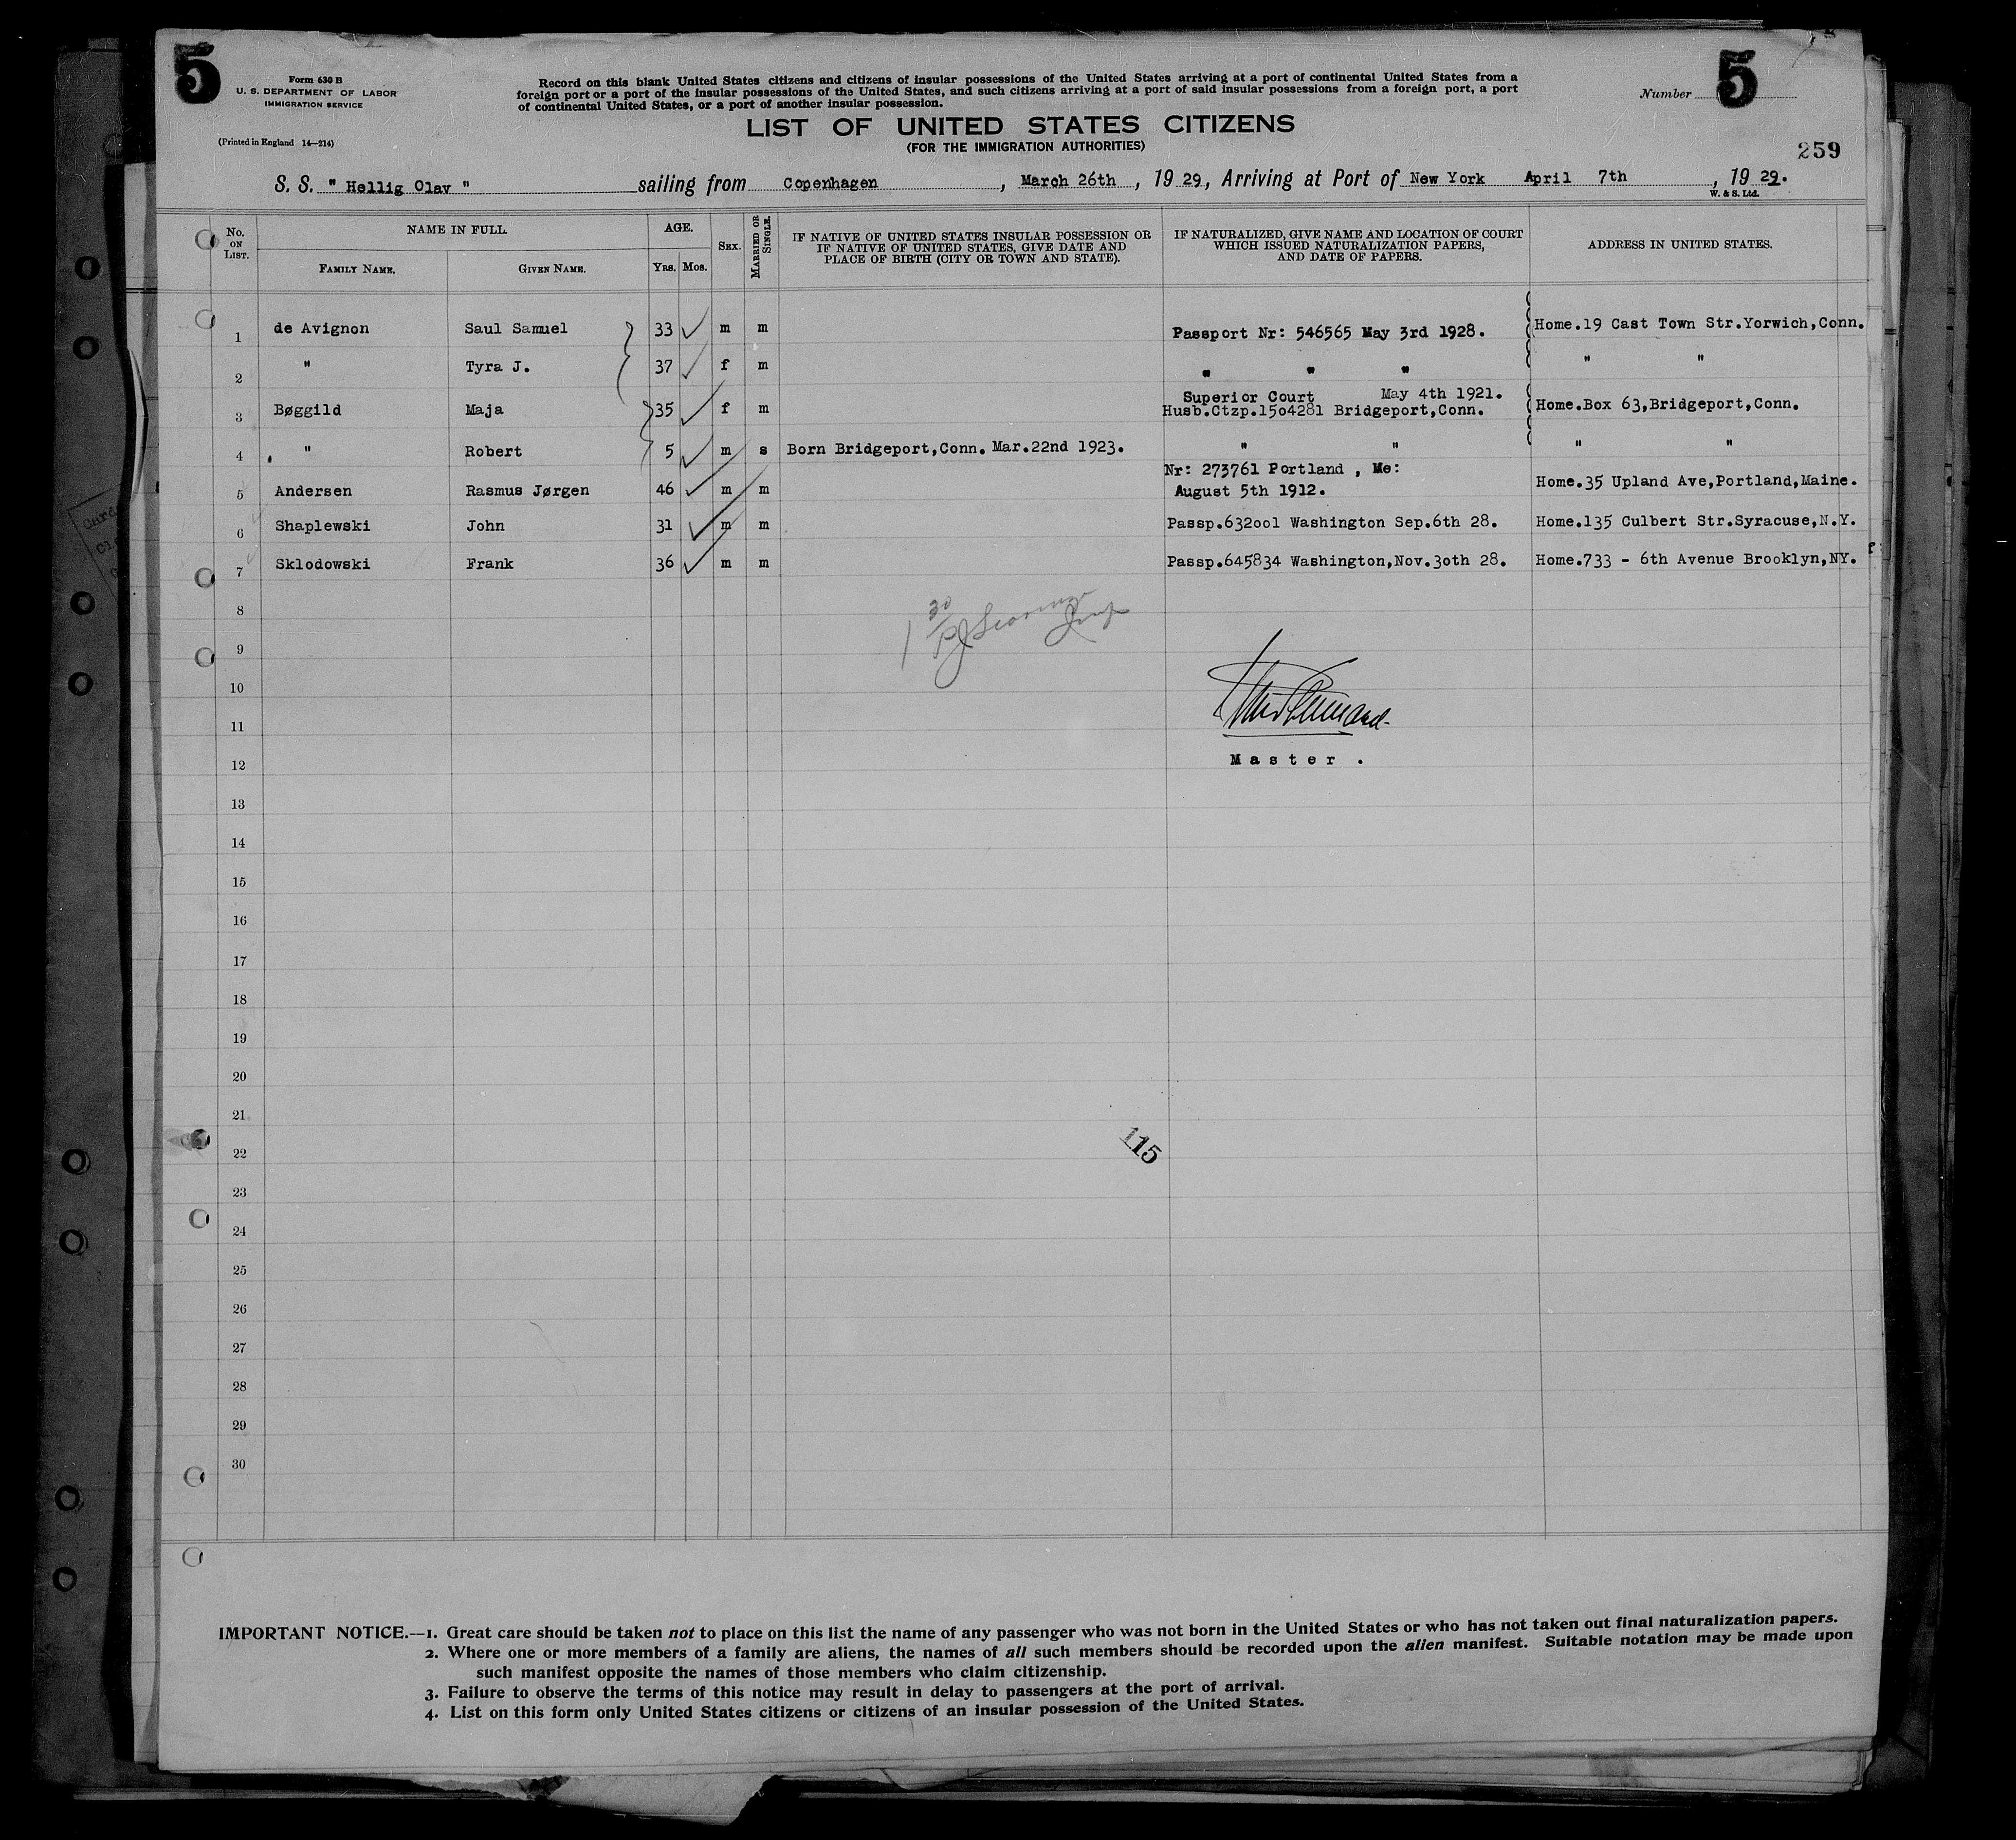 5
Form 630 B
U. S. DEPARTMENT OF LABOR
IMMIGRATION SERVICE
(Printed in England 14—214)
Record on this blank United States citizens and citizens of insular possessions of the United States arriving at a port of continental United States from a
foreign port or a port of the insular possessions of the United States, and such citizens arriving at a port of said insular possessions from a foreign port, a port
of continental United States, or a port of another insular possession.
Number 5
LIST OF UNITED STATES CITIZENS
(FOR THE IMMIGRATION AUTHORITIES)
259
S. S. " Hellig Olav " sailing from Copenhagen, March 26th, 19 29, Arriving at Port of New York April 7th, 19 29.
W. & S. Ltd.
No. ON LIST.
NAME IN FULL.
FAMILY NAME.
GIVEN NAME.
AGE.
YRS. MOS.
SEX.
MARRIED OR SINGLE.
IF NATIVE OF UNITED STATES INSULAR POSSESSION OR
IF NATIVE OF UNITED STATES, GIVE DATE AND
PLACE OF BIRTH (CITY OR TOWN AND STATE).
IF NATURALIZED, GIVE NAME AND LOCATION OF COURT
WHICH ISSUED NATURALIZATION PAPERS,
AND DATE OF PAPERS.
ADDRESS IN UNITED STATES.
1 de Avignon Saul Samuel 33 m m Passport Nr: 546565 May 3rd 1928. Home.19 Cast Town Str.Yorwich,Conn.
2 " Tyra J. 37 f m " " " " "
Superior Court May 4th 1921.
3 Bøggild Maja 35 f m Husb.Ctzp.15o4281 Bridgeport,Conn. Home.Box 63,Bridgeport,Conn.
4 " Robert 5 m s Born Bridgeport,Conn. Mar.22nd 1923. " " " "
Nr: 273761 Portland , Me:
5 Andersen Rasmus Jørgen 46 m m August 5th 1912. Home.35 Upland Ave,Portland,Maine.
6 Shaplewski John 31 m m Passp.632oo1 Washington Sep.6th 28. Home.135 Culbert Str.Syracuse,N.Y.
7 Sklodowski Frank 36 m m Passp.645834 Washington,Nov.3oth 28. Home.733 - 6th Avenue Brooklyn,NY.
8
9
10
11
Master .
12
13
14
15
16
17
18
19
20
21
115
22
23
24
25
26
27
28
29
30
IMPORTANT NOTICE.—1. Great care should be taken not to place on this list the name of any passenger who was not born in the United States or who has not taken out final naturalization papers.
2. Where one or more members of a family are aliens, the names of all such members should be recorded upon the alien manifest. Suitable notation may be made upon
such manifest opposite the names of those members who claim citizenship.
3. Failure to observe the terms of this notice may result in delay to passengers at the port of arrival.
4. List on this form only United States citizens or citizens of an insular possession of the United States.